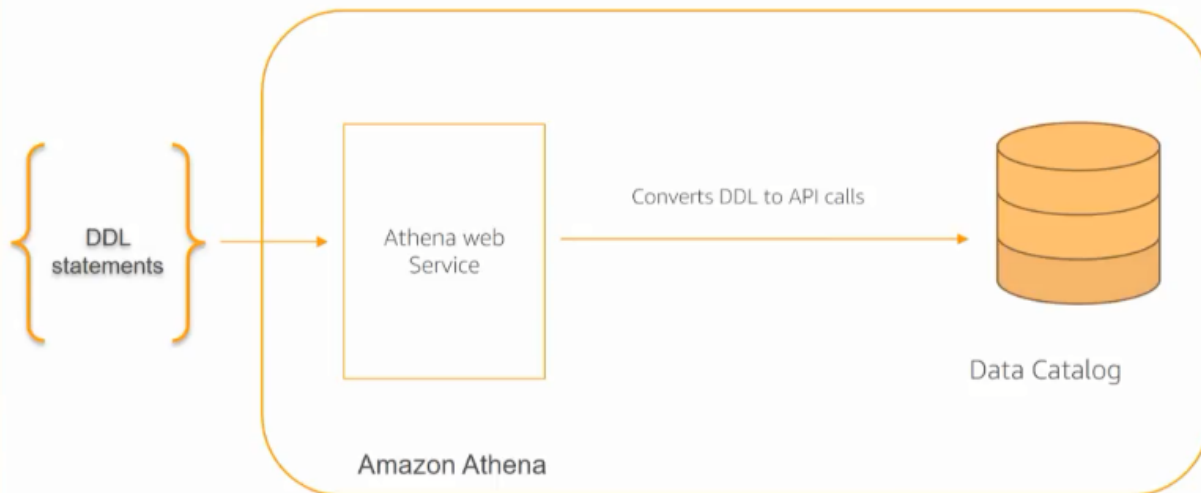 DDL
statements
Athena web
Service
Converts DDL to API calls
Data Catalog
Amazon Athena